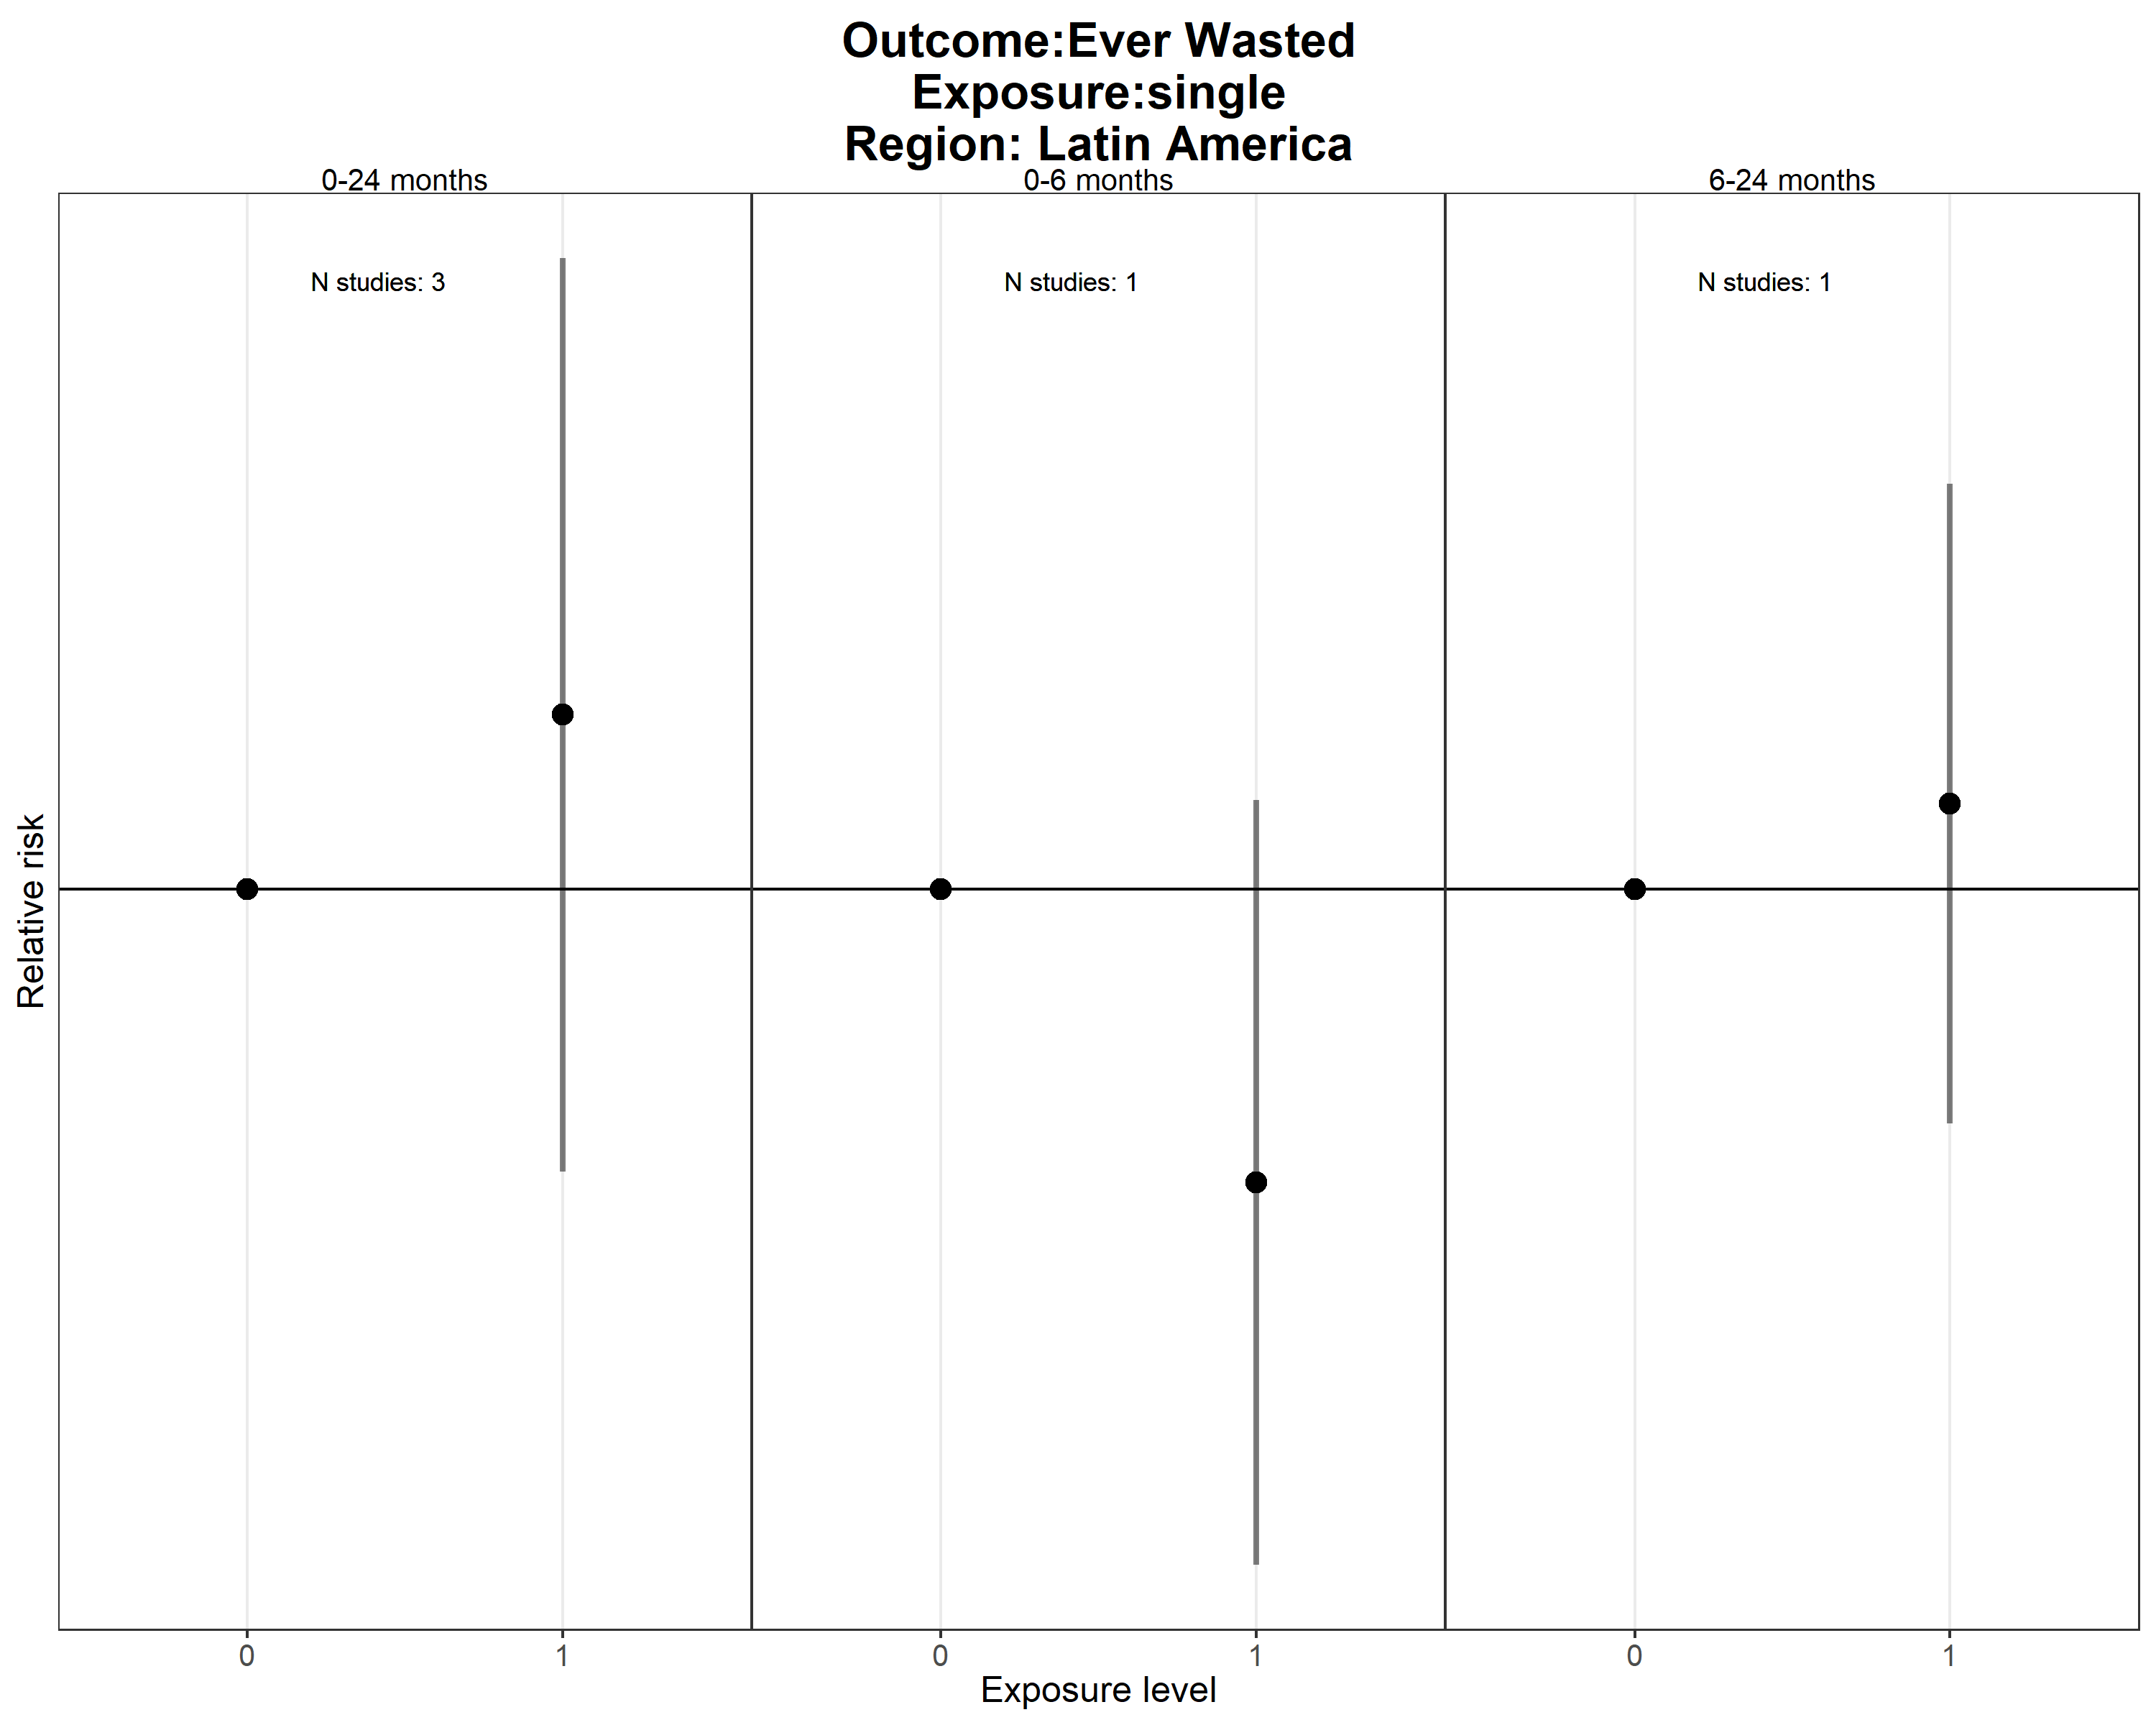 Outcome:Ever Wasted
Exposure:single
Region: Latin America
0-24 months
0-6 months
6-24 months
N studies: 3
N studies: 1
N studies: 1
Relative risk
0
1
0
1
0
1
Exposure level